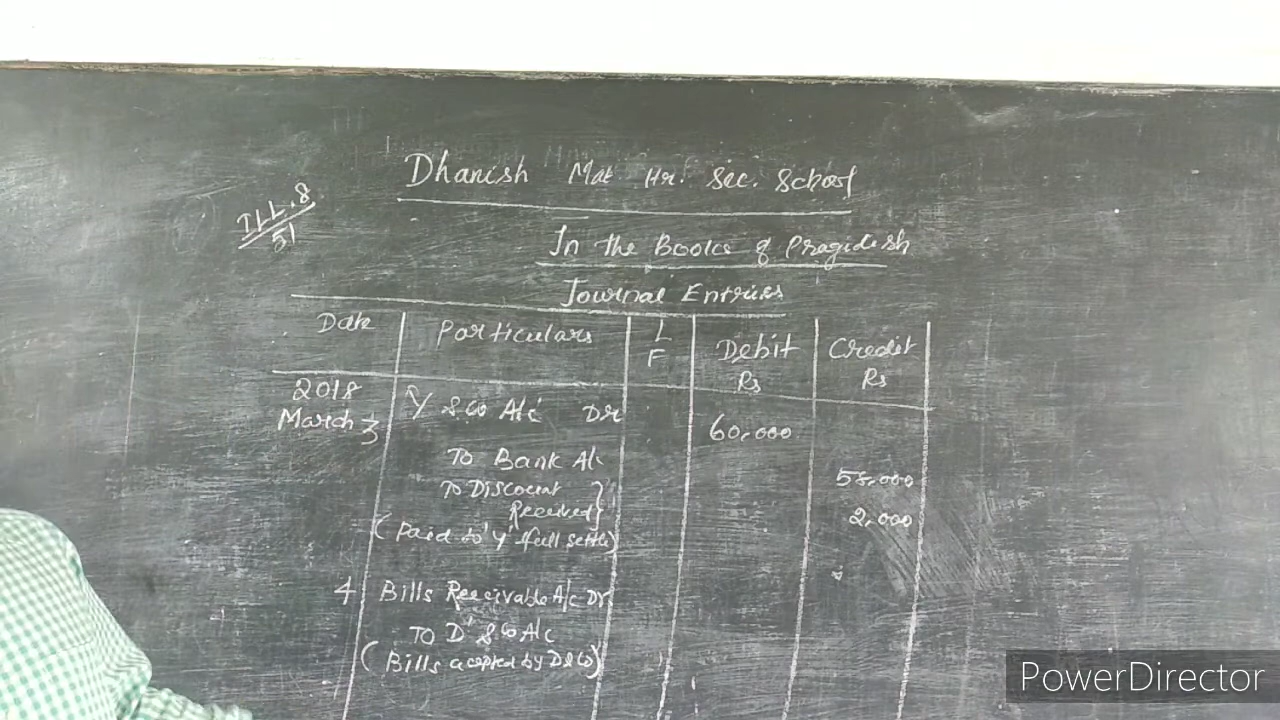 Dhanish Mat Hr. Sec. School
ILL.8
51
In the Books of Pragidesh
Journal Entries
Date Particulars L F Debit Rs Credit Rs
2018
March 3 Y & Co A/c Dr 60,000
To Bank A/c 58,000
To Discount
Received 2,000
(Paid to 'Y' full settle)
4 Bills Receivable A/c Dr
To D' & Co A/c
(Bills acepted by D & Co)
PowerDirector